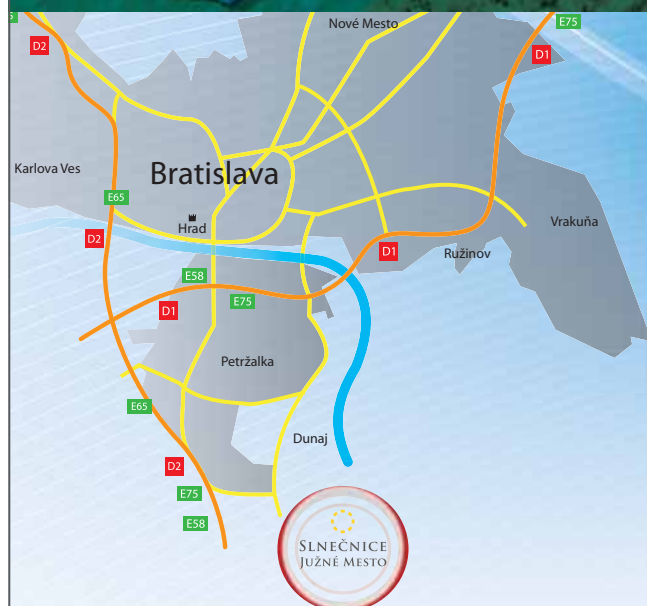 E75
Nové Mesto
D2
D1
Karlova Ves
Bratislava
E65
Hrad
Vrakuňa
D2
D1
Ružinov
E58
E75
D1
Petržalka
E65
Dunaj
D2
E75
E58
SLNEČNICE
JUŽNÉ MESTO